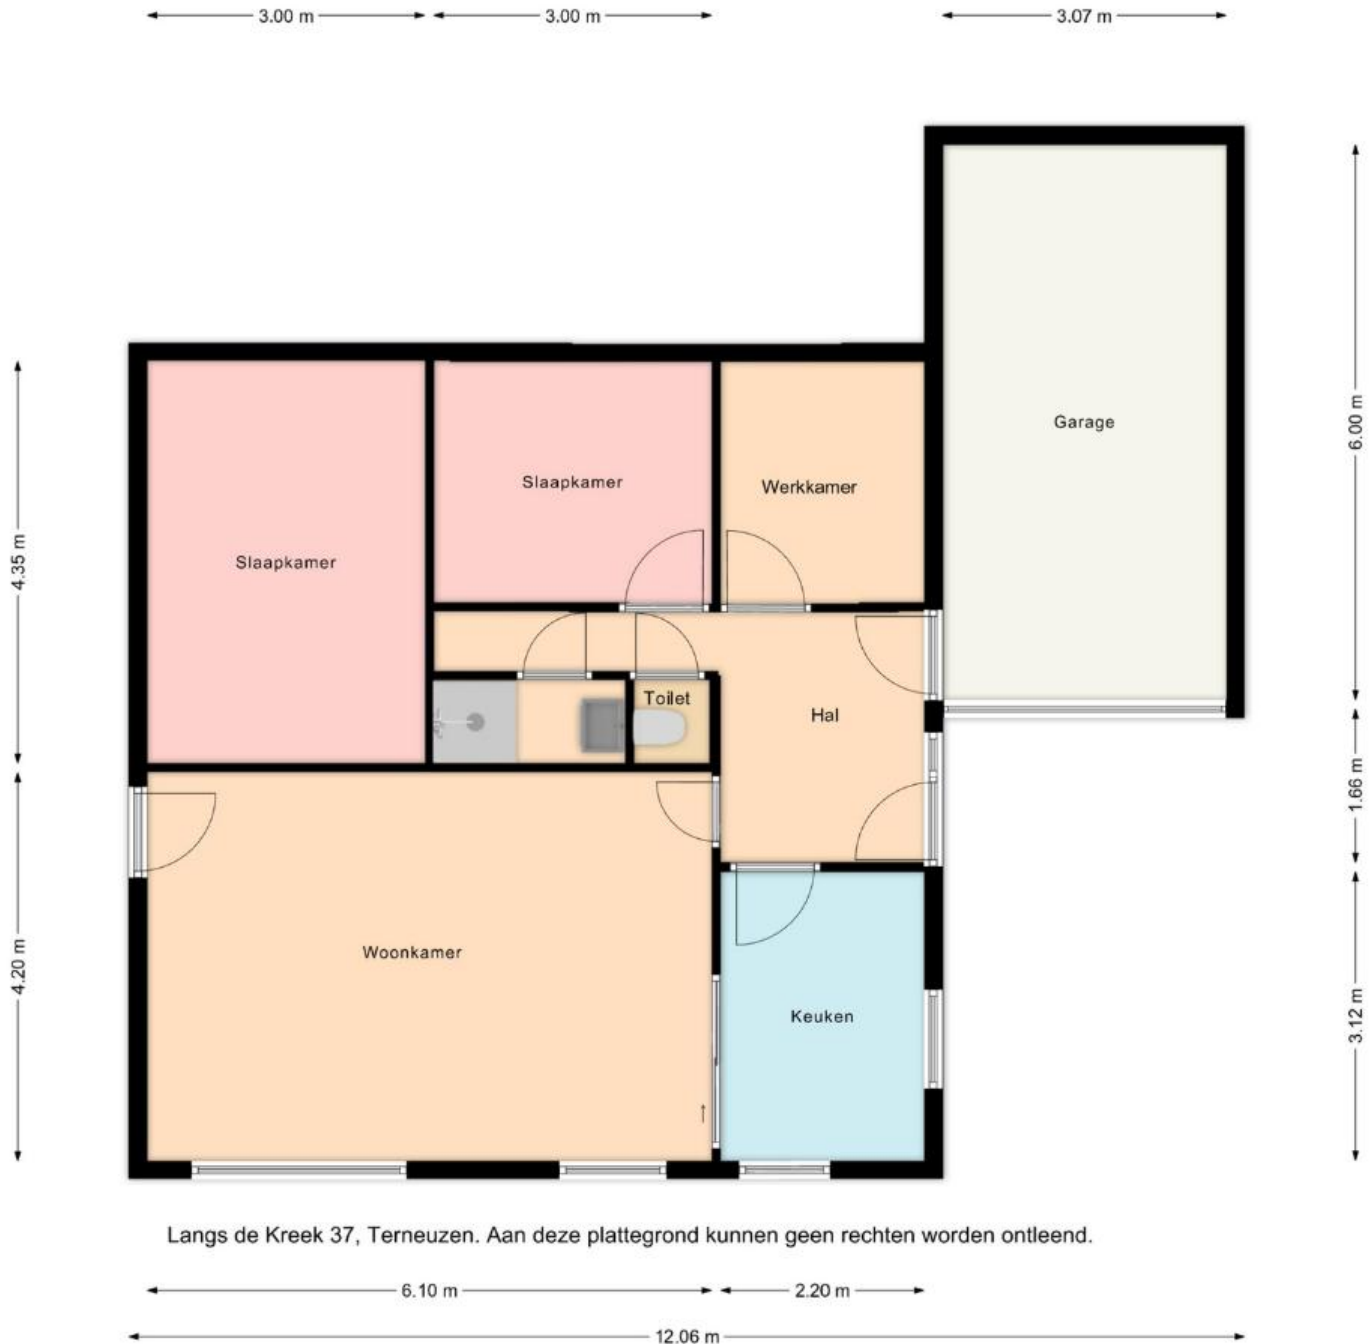 3.00 m
3.00 m
3.07 m
Garage
6.00 m
Slaapkamer
Werkkamer
4.35 m
Slaapkamer
Toilet
Hal
1.66 m
Woonkamer
4.20 m
Keuken
3.12 m
Langs de Kreek 37, Terneuzen. Aan deze plattegrond kunnen geen rechten worden ontleend.
6.10 m
2.20 m
12.06 m